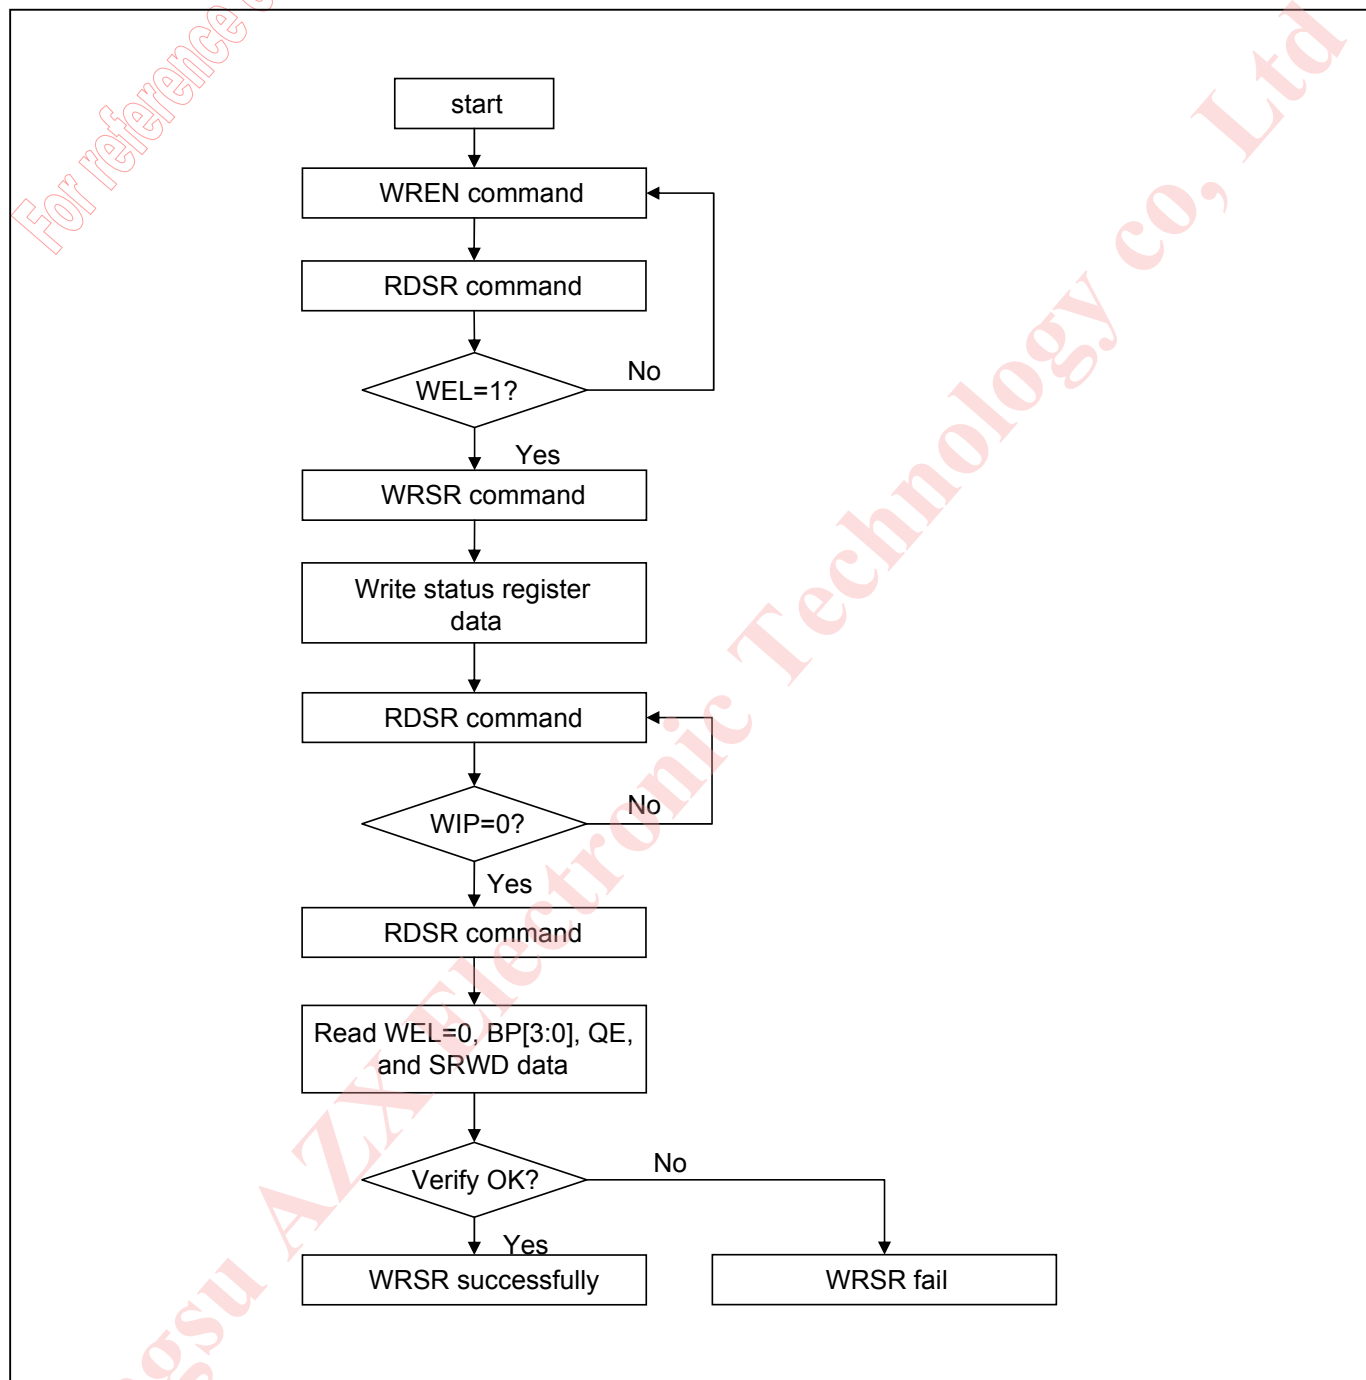 For reference
start
WREN command
RDSR command
WEL=1?
No
Yes
WRSR command
Write status register
data
RDSR command
WIP=0?
No
Yes
RDSR command
Read WEL=0, BP[3:0], QE,
and SRWD data
Verify OK?
No
Yes
WRSR successfully
WRSR fail
AZX Electronic Technology co, Ltd